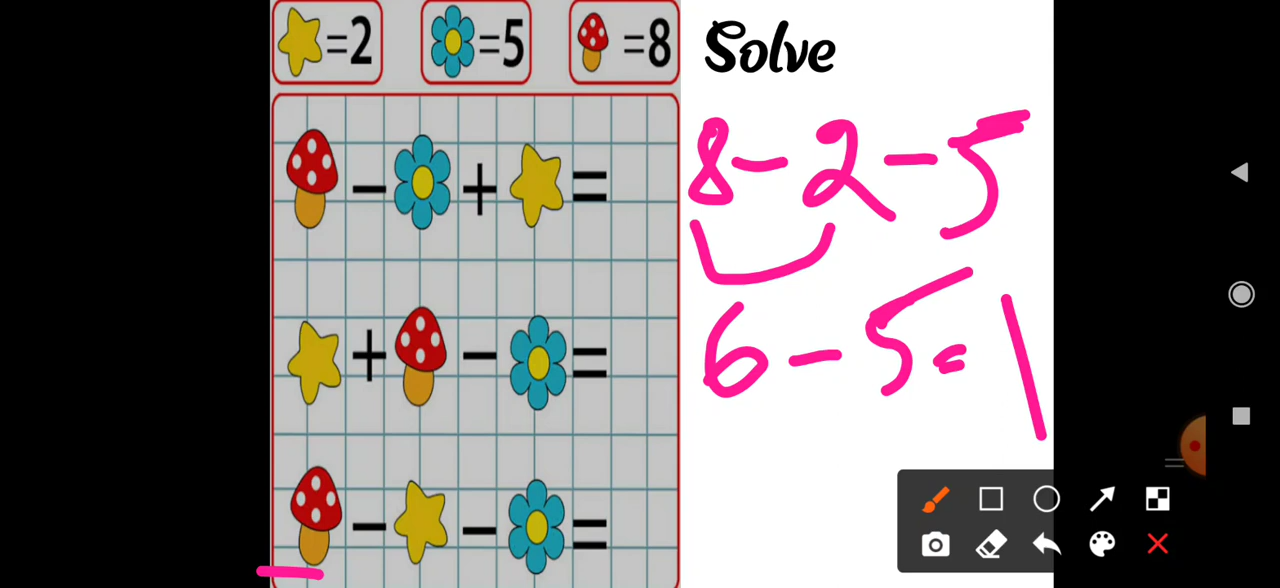 =2 =5 =8
Solve
- + =
8 - 2 - 5
+ - =
6 - 5 = 1
- - =